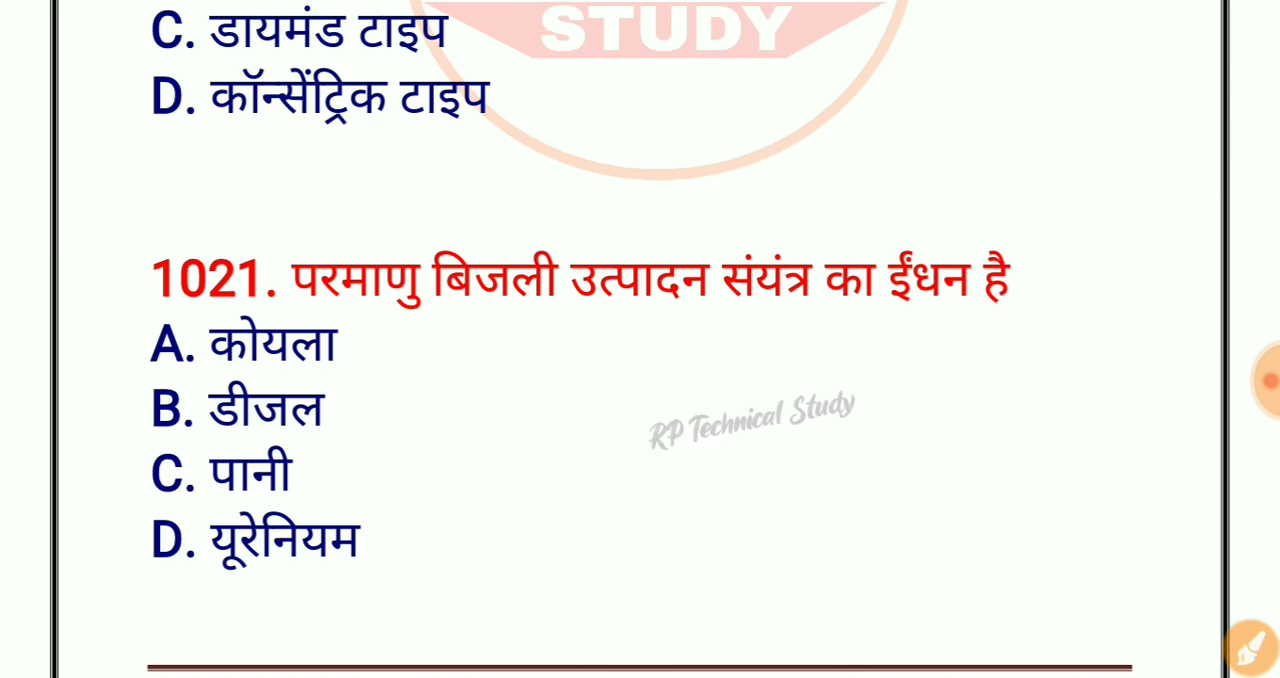 STUDY
C. डायमंड टाइप
D. कॉन्सेंट्रिक टाइप
1021. परमाणु बिजली उत्पादन संयंत्र का ईंधन है
A. कोयला
B. डीजल
RP Technical Study
C. पानी
D. यूरेनियम